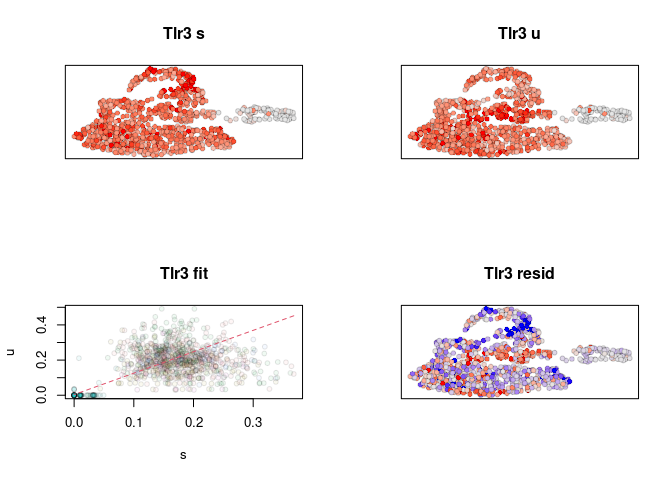 Tlr3 s
Tlr3 u
Tlr3 fit
Tlr3 resid
u
0.4
0.2
0.0
0.0 0.1 0.2 0.3
s